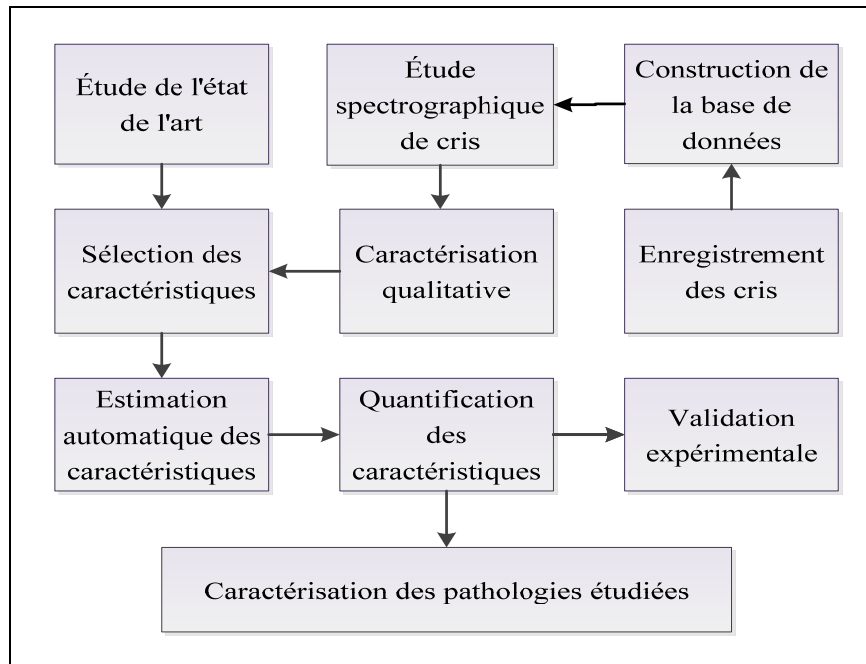 Étude de l'état
de l'art
Étude
spectrographique
de cris
Construction de
la base de
données
Sélection des
caractéristiques
Caractérisation
qualitative
Enregistrement
des cris
Estimation
automatique des
caractéristiques
Quantification
des
caractéristiques
Validation
expérimentale
Caractérisation des pathologies étudiées